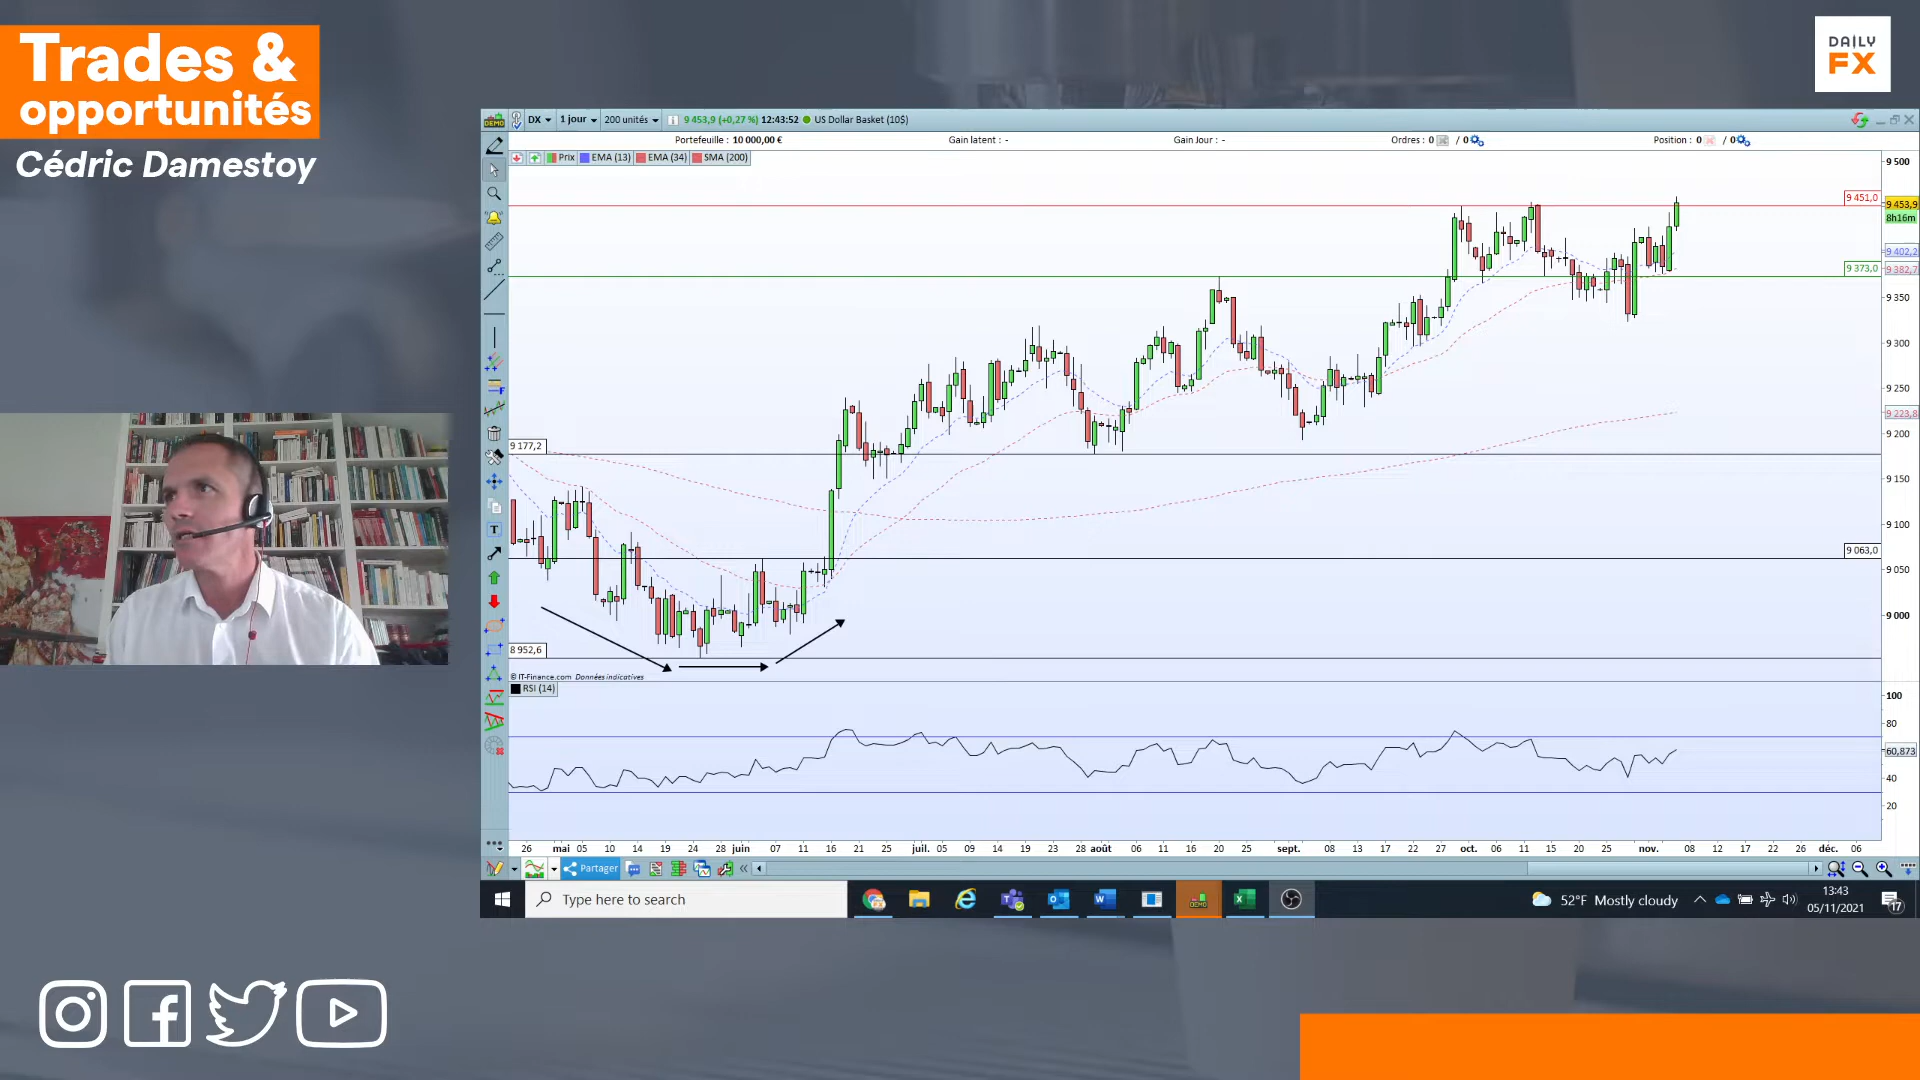 Trades &
opportunités
Cédric Damestoy
DAILY
FX
DEMO DX 1 jour 200 unités 9 453,9 (+0,27 %) 12:43:52 US Dollar Basket (10$)
Portefeuille : 10 000,00 € Gain latent : - Gain Jour : - Ordres : 0 / 0 Position : 0 / 0
Prix EMA (13) EMA (34) SMA (200)
9 500
9 451,0
9 453,9
8h16m
9 402,2
9 373,0
9 382,7
9 350
9 300
9 250
9 223,8
9 200
9 177,2
9 150
9 100
9 063,0
9 050
9 000
8 952,6
© IT-Finance.com Données indicatives
RSI (14)
100
80
60,873
40
20
26 mai 05 10 14 19 24 juin 07 11 16 21 25 juil. 05 09 14 19 23 28 août 06 11 16 20 25 sept. 08 13 17 22 27 oct. 06 11 15 20 25 nov. 08 12 17 22 26 déc. 06
Partager
Type here to search
DEMO
52°F Mostly cloudy
13:43
05/11/2021
17